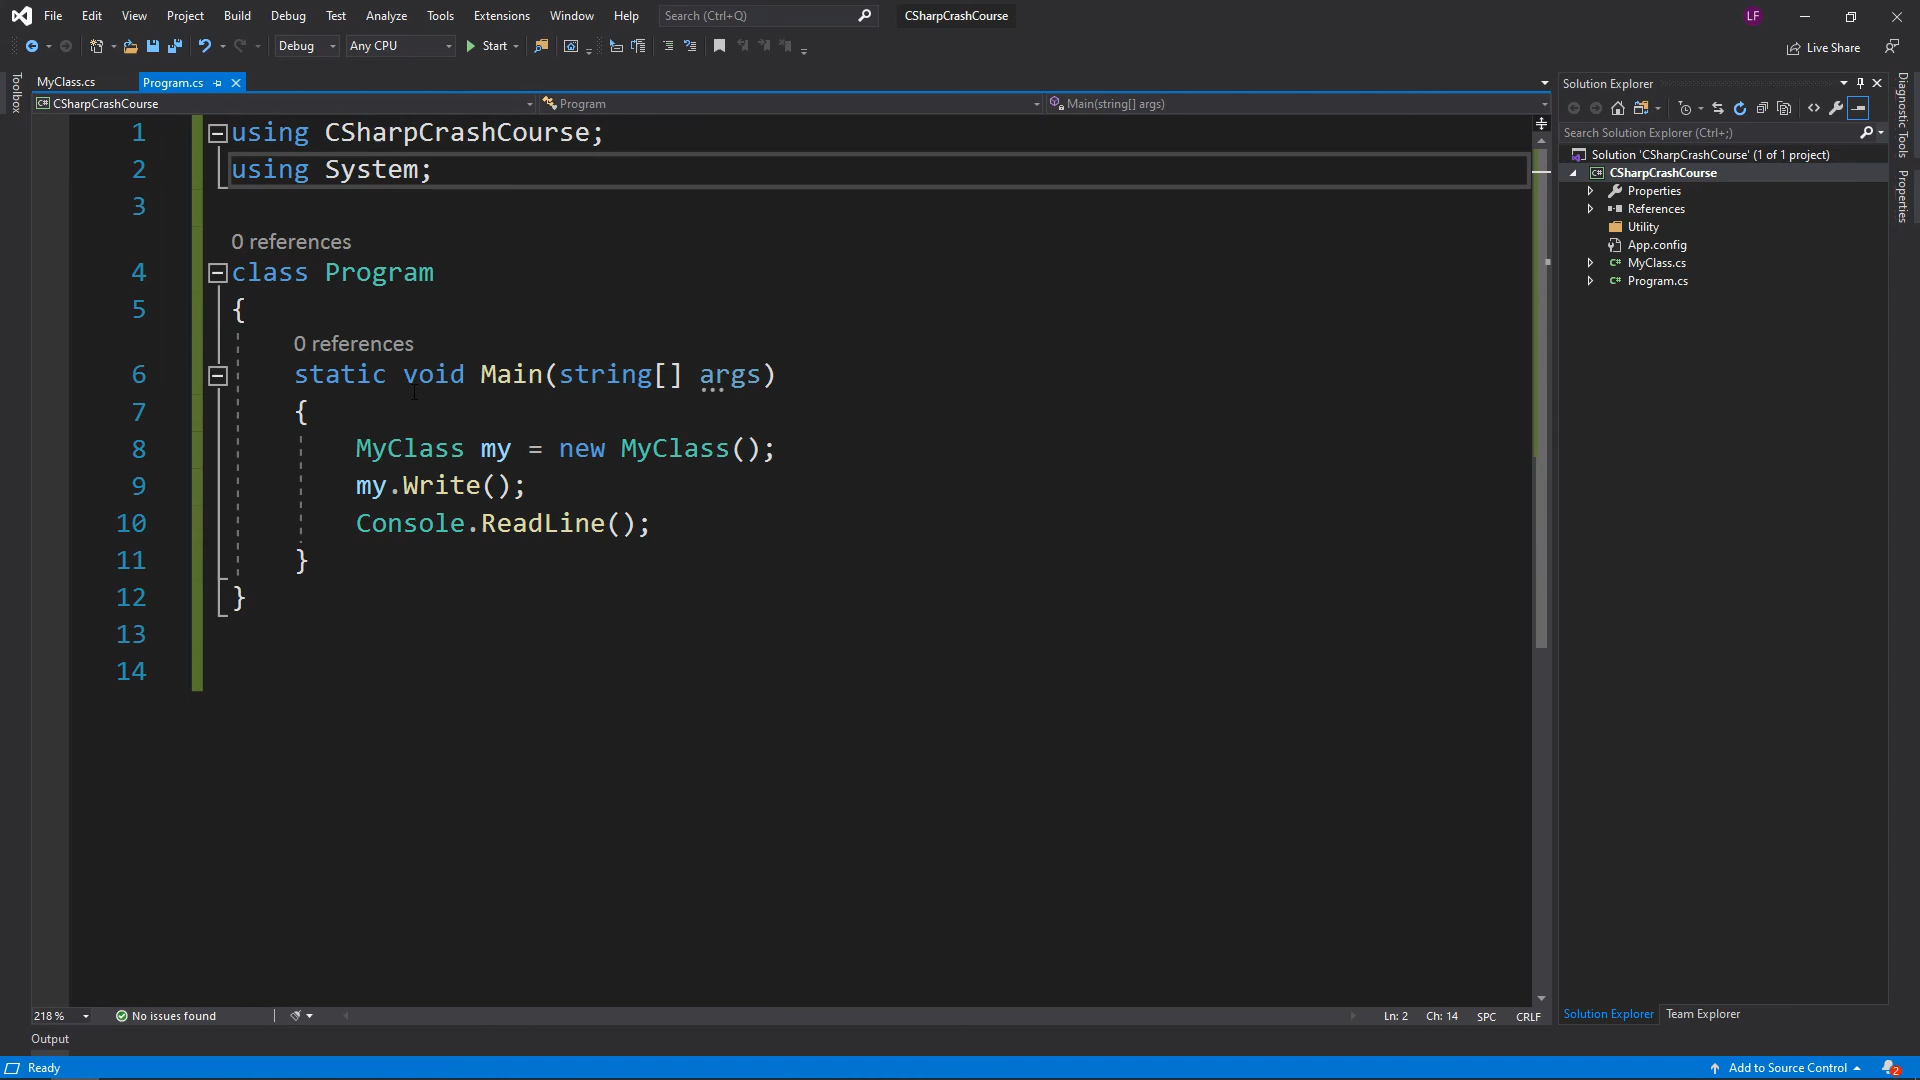 File Edit View Project Build Debug Test Analyze Tools Extensions Window Help Search (Ctrl+Q) CSharpCrashCourse LF
Debug Any CPU Start Live Share
Toolbox
MyClass.cs Program.cs
CSharpCrashCourse Program Main(string[] args)
1 using CSharpCrashCourse;
2 using System;
3
0 references
4 class Program
5 {
0 references
6 static void Main(string[] args)
7 {
8 MyClass my = new MyClass();
9 my.Write();
10 Console.ReadLine();
11 }
12 }
13
14
218 % No issues found Ln: 2 Ch: 14 SPC CRLF
Output
Solution Explorer
Search Solution Explorer (Ctrl+;)
Solution 'CSharpCrashCourse' (1 of 1 project)
C# CSharpCrashCourse
Properties
References
Utility
App.config
C# MyClass.cs
C# Program.cs
Solution Explorer Team Explorer
Diagnostic Tools
Properties
Ready Add to Source Control 2